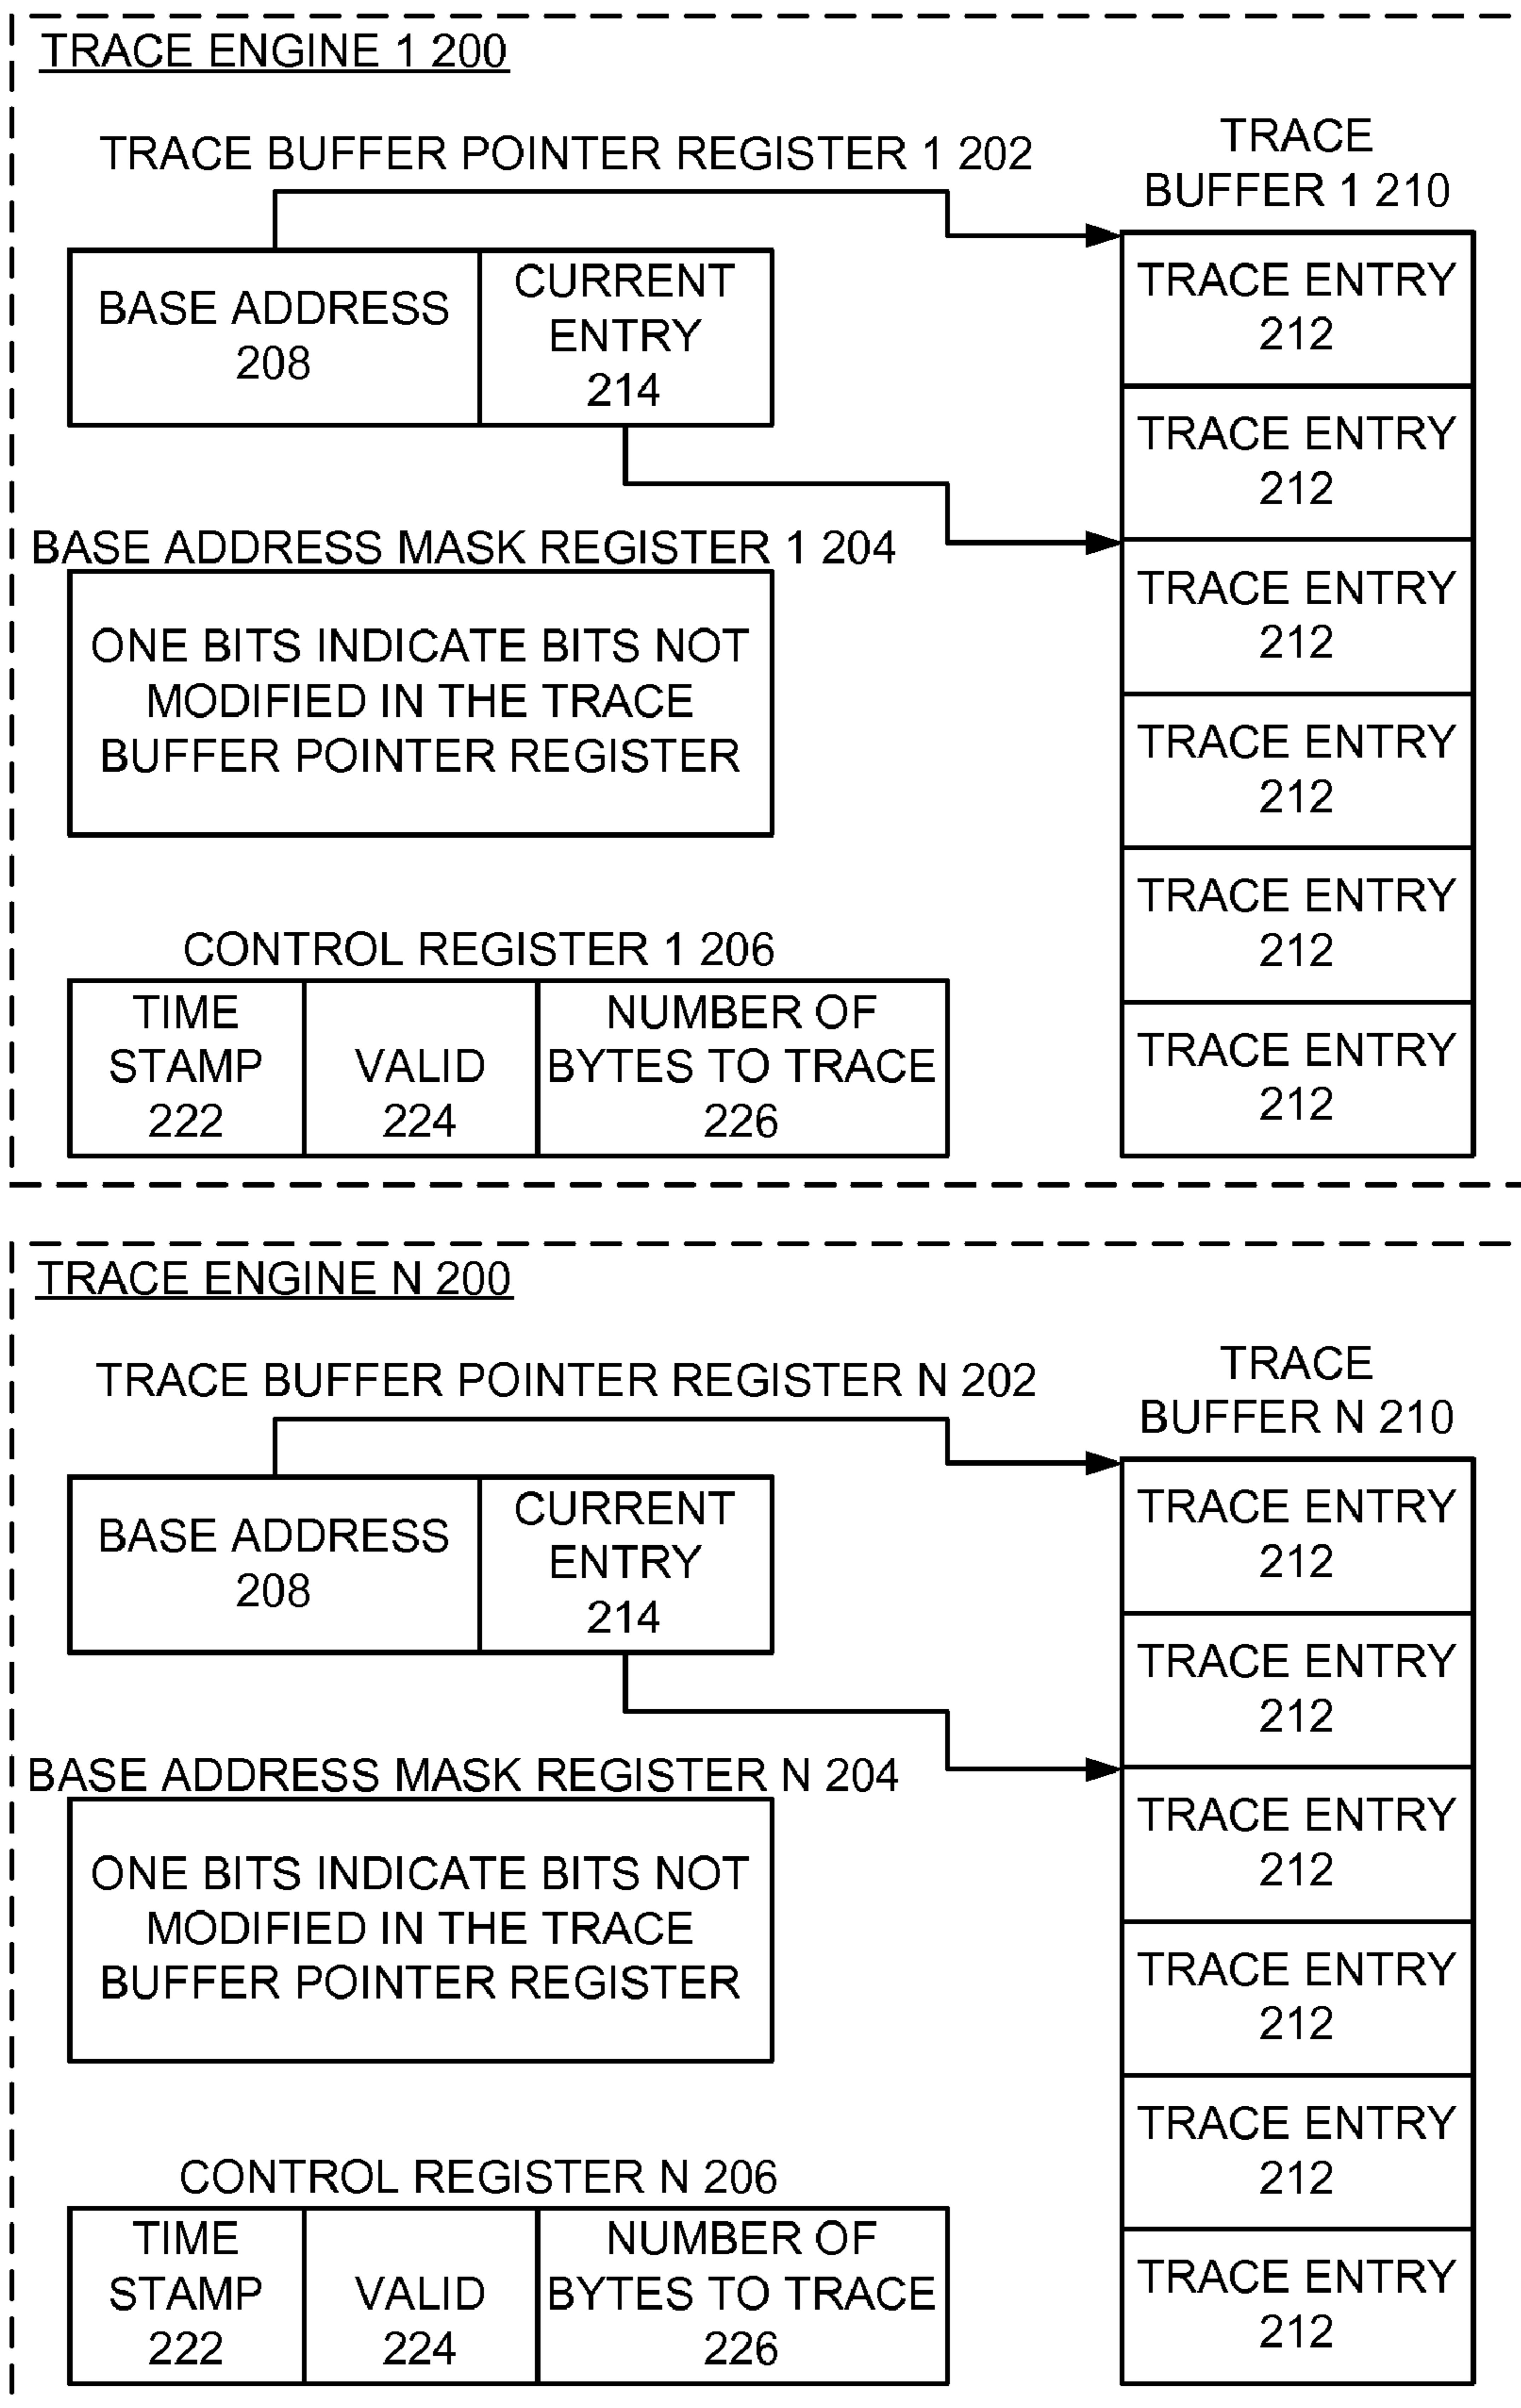 TRACE ENGINE 1 200
TRACE BUFFER POINTER REGISTER 1 202
BASE ADDRESS
208
CURRENT
ENTRY
214
BASE ADDRESS MASK REGISTER 1 204
ONE BITS INDICATE BITS NOT
MODIFIED IN THE TRACE
BUFFER POINTER REGISTER
CONTROL REGISTER 1 206
TIME
STAMP
222
VALID
224
NUMBER OF
BYTES TO TRACE
226
TRACE
BUFFER 1 210
TRACE ENTRY
212
TRACE ENTRY
212
TRACE ENTRY
212
TRACE ENTRY
212
TRACE ENTRY
212
TRACE ENTRY
212
TRACE ENGINE N 200
TRACE BUFFER POINTER REGISTER N 202
BASE ADDRESS
208
CURRENT
ENTRY
214
BASE ADDRESS MASK REGISTER N 204
ONE BITS INDICATE BITS NOT
MODIFIED IN THE TRACE
BUFFER POINTER REGISTER
CONTROL REGISTER N 206
TIME
STAMP
222
VALID
224
NUMBER OF
BYTES TO TRACE
226
TRACE
BUFFER N 210
TRACE ENTRY
212
TRACE ENTRY
212
TRACE ENTRY
212
TRACE ENTRY
212
TRACE ENTRY
212
TRACE ENTRY
212